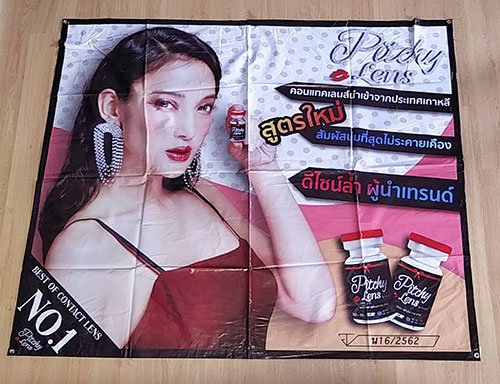 Pitchy
Lens
คอนแทคเลนส์นำเข้าจากประเทศเกาหลี
สูตรใหม่
สัมผัสนุ่มที่สุดไม่ระคายเคือง
ดีไซน์ล้ำ ผู้นำเทรนด์
BEST OF CONTACT LENS
NO.1
Pitchy
Lens
Pitchy
Lens
Pitchy
Lens
ฆ16/2562